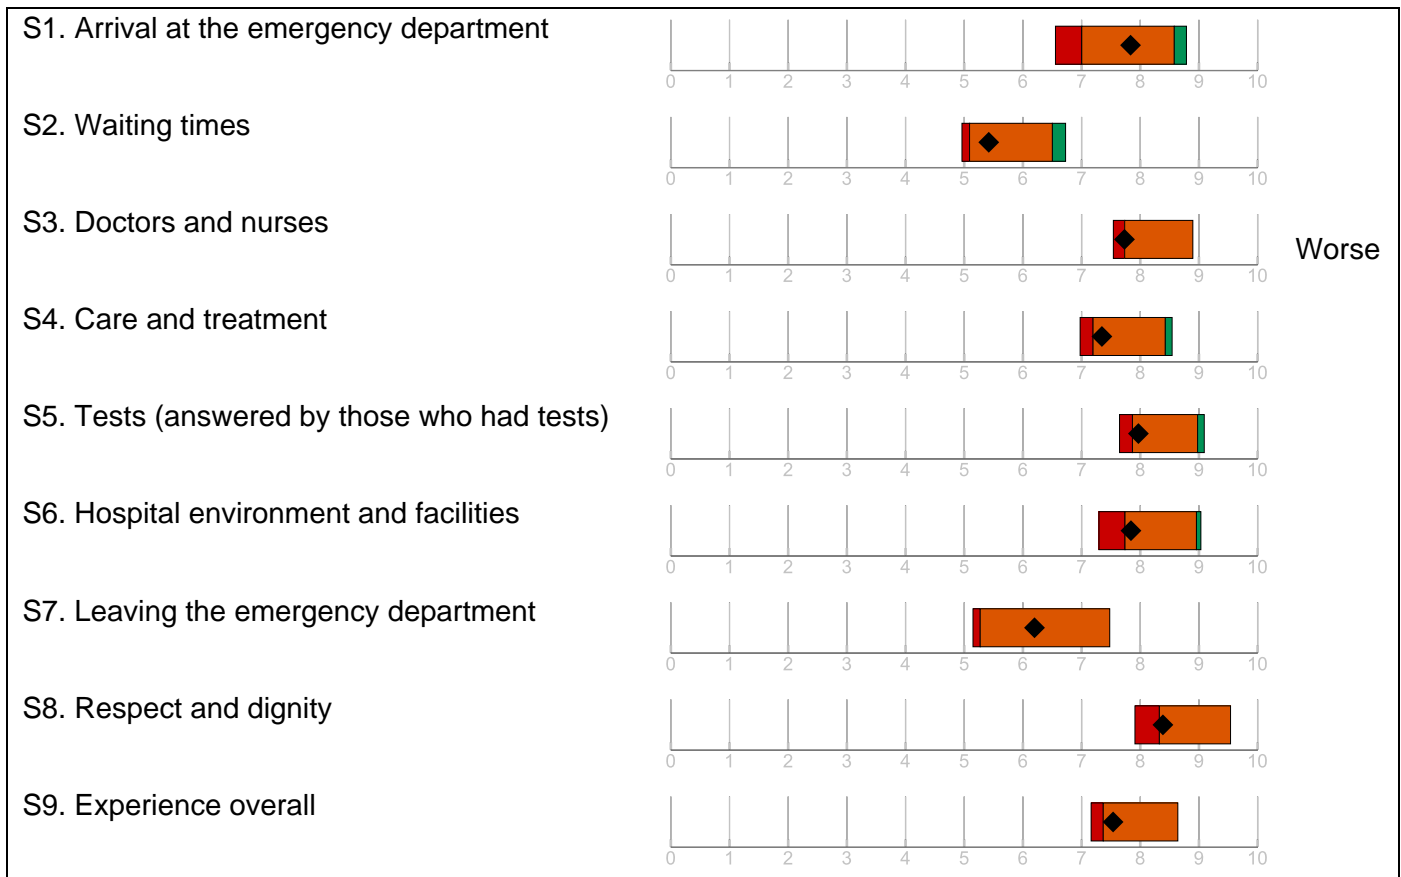 S1. Arrival at the emergency department
0 1 2 3 4 5 6 7 8 9 10
S2. Waiting times
0 1 2 3 4 5 6 7 8 9 10
S3. Doctors and nurses
Worse
0 1 2 3 4 5 6 7 8 9 10
S4. Care and treatment
0 1 2 3 4 5 6 7 8 9 10
S5. Tests (answered by those who had tests)
0 1 2 3 4 5 6 7 8 9 10
S6. Hospital environment and facilities
0 1 2 3 4 5 6 7 8 9 10
S7. Leaving the emergency department
0 1 2 3 4 5 6 7 8 9 10
S8. Respect and dignity
0 1 2 3 4 5 6 7 8 9 10
S9. Experience overall
0 1 2 3 4 5 6 7 8 9 10